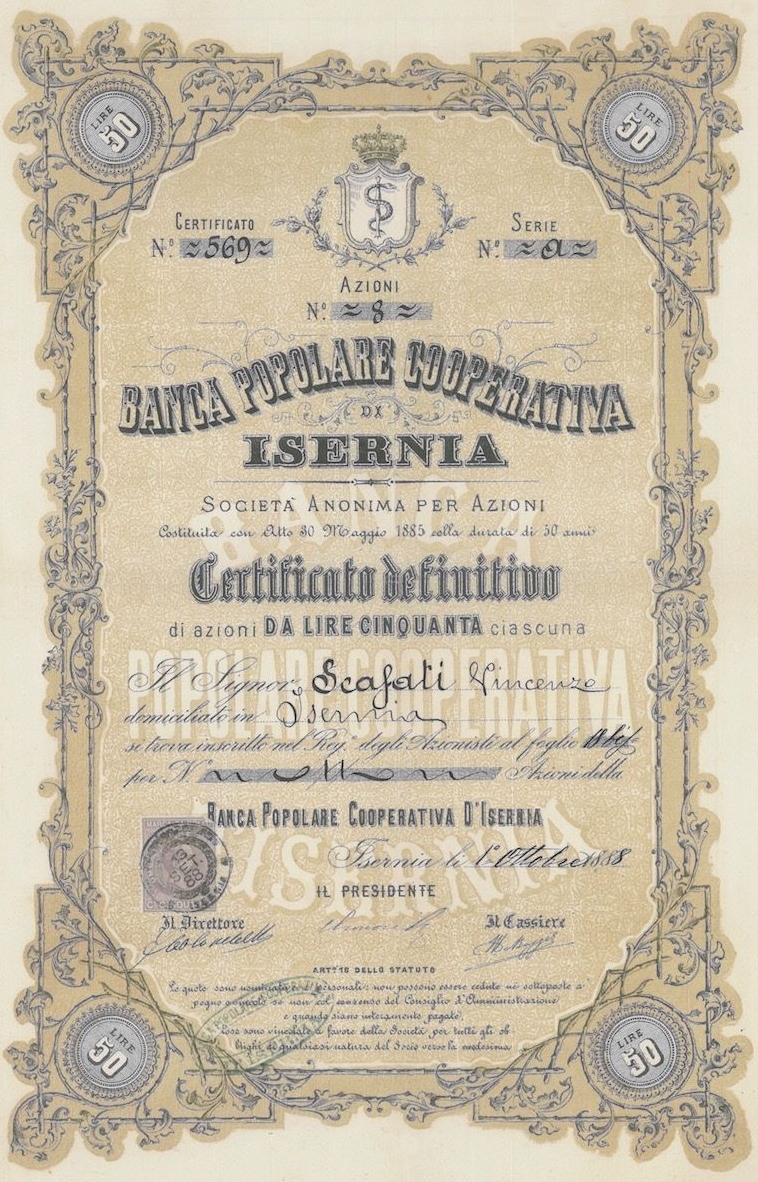 LIRE 50
LIRE 50
CERTIFICATO
N.º 569
SERIE
N.º a
AZIONI
N.º 8
BANCA POPOLARE COOPERATIVA
DI
ISERNIA
SOCIETÀ ANONIMA PER AZIONI
Costituita con Atto 30 Maggio 1885 colla durata di 50 anni
Certificato definitivo
di azioni DA LIRE CINQUANTA ciascuna
Il Signor Scafati Vincenzo
domiciliato in Isernia
si trova inscritto nel Reg.º degli Azionisti al foglio 18 bis
per N.º Azioni della
BANCA POPOLARE COOPERATIVA D'ISERNIA
Isernia li 1º Ottobre 1888
IL PRESIDENTE
Il Direttore
Il Cassiere
ART.º 16 DELLO STATUTO
Le quote sono nominative e personali; non possono essere cedute nè sottoposte a
pegno o vincolo se non col consenso del Consiglio d'Amministrazione
e quando siano interamente pagate.
Esse sono vincolate a favore della Società per tutti gli ob
blighi di qualsiasi natura del Socio verso la medesima
LIRE 50
LIRE 50